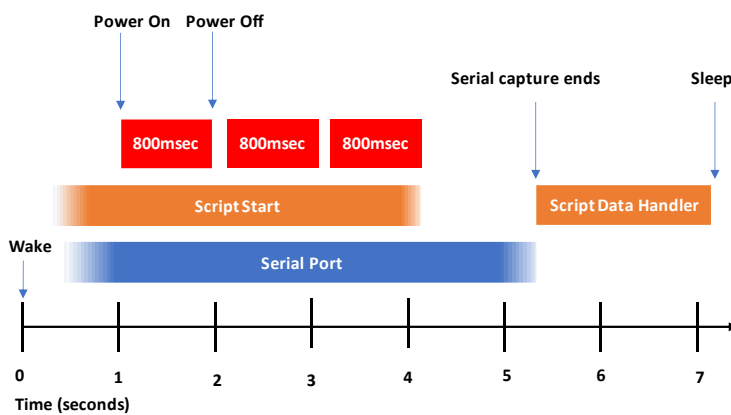 Power On
Power Off
Serial capture ends
Sleep
800msec
800msec
800msec
Script Start
Script Data Handler
Wake
Serial Port
0
1
2
3
4
5
6
7
Time (seconds)